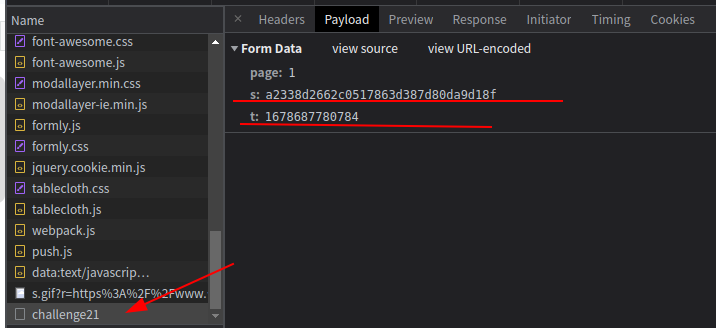 Name
font-awesome.css
font-awesome.js
modallayer.min.css
modallayer-ie.min.js
formly.js
formly.css
jquery.cookie.min.js
tablecloth.css
tablecloth.js
webpack.js
push.js
data:text/javascrip…
s.gif?r=https%3A%2F%2Fwww.
challenge21
× Headers Payload Preview Response Initiator Timing Cookies
▼ Form Data view source view URL-encoded
page: 1
s: a2338d2662c0517863d387d80da9d18f
t: 1678687780784